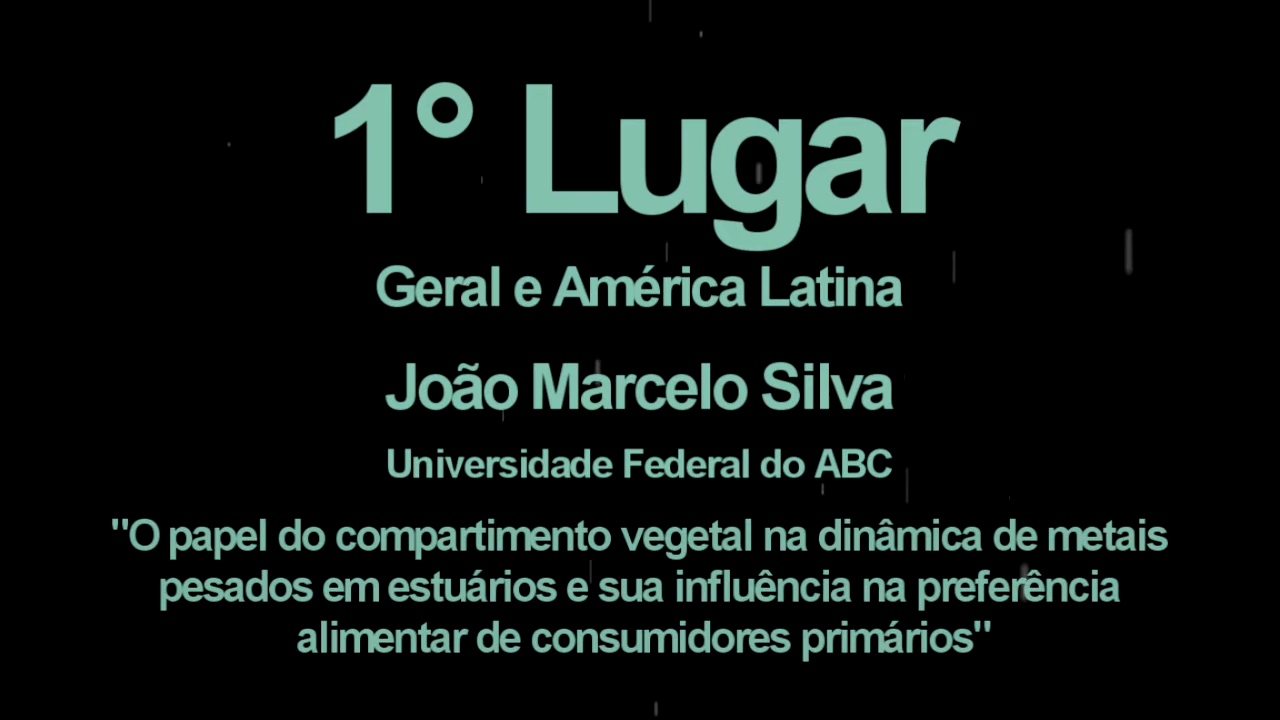 1° Lugar
Geral e América Latina
João Marcelo Silva
Universidade Federal do ABC
"O papel do compartimento vegetal na dinâmica de metais
pesados em estuários e sua influência na preferência
alimentar de consumidores primários"